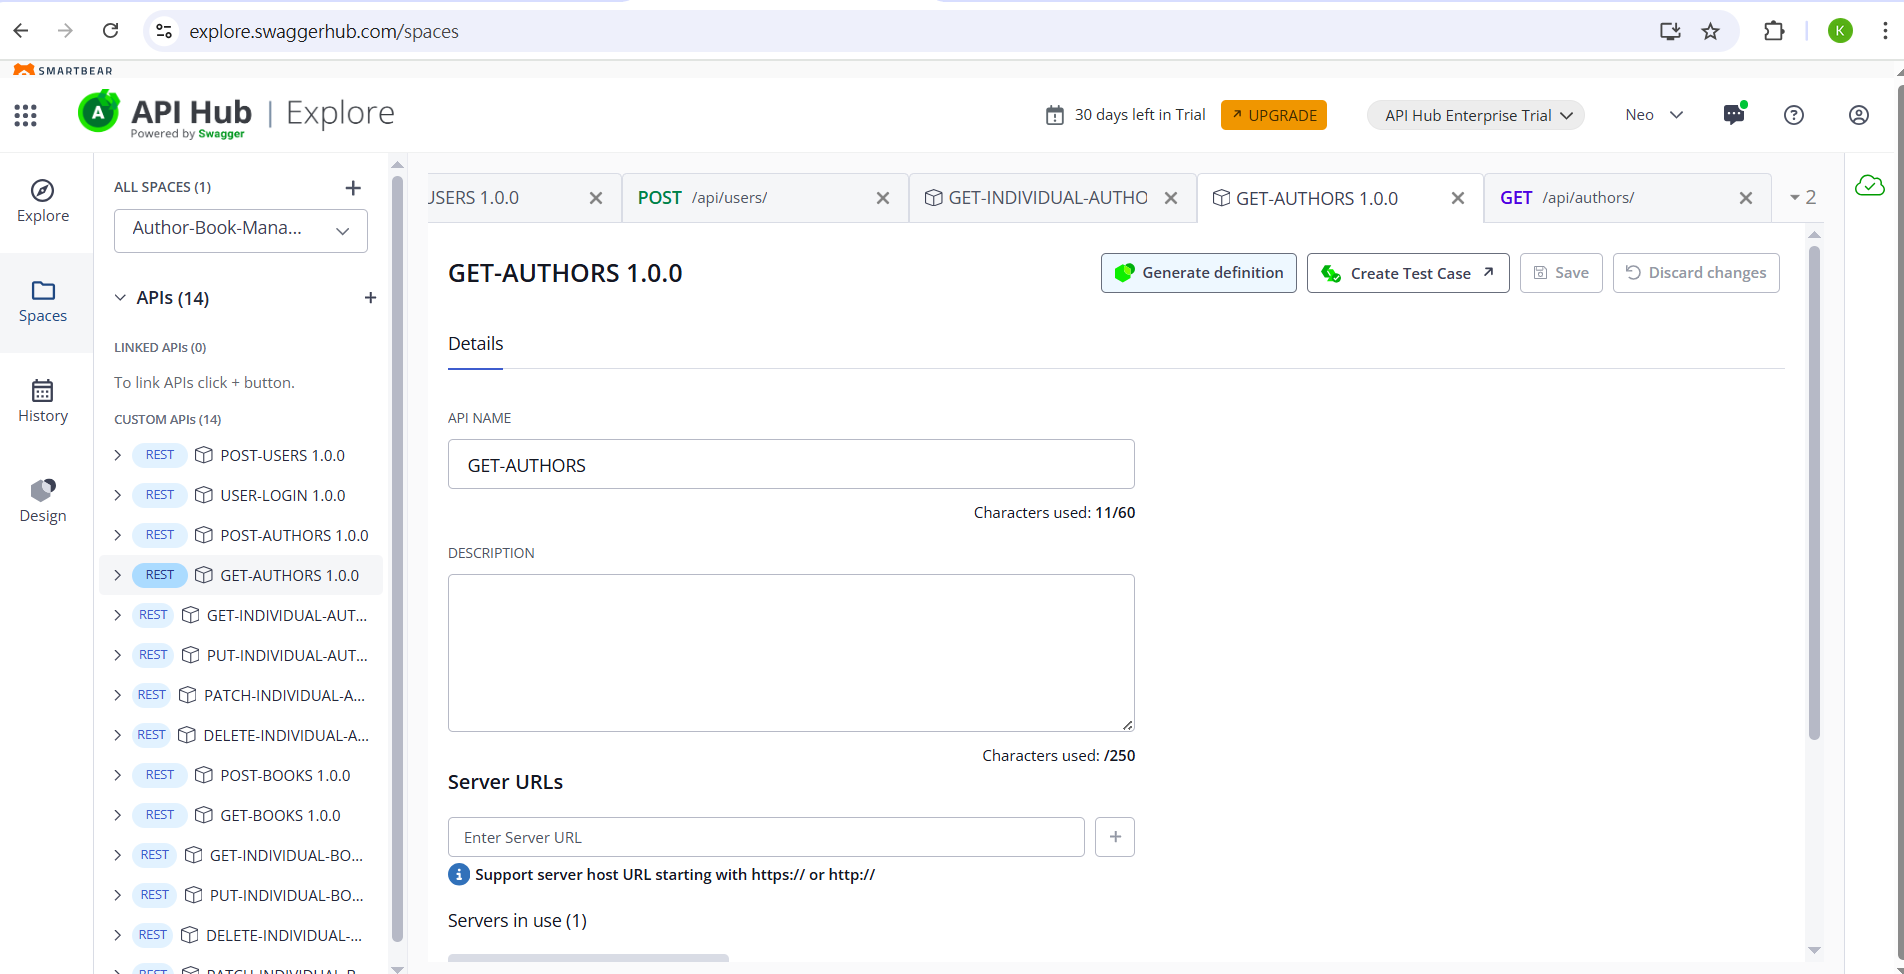 explore.swaggerhub.com/spaces
K
SMARTBEAR
A
API Hub | Explore
Powered by Swagger
30 days left in Trial
UPGRADE
API Hub Enterprise Trial
Neo
Explore
Spaces
History
Design
ALL SPACES (1)
Author-Book-Mana...
APIs (14)
LINKED APIs (0)
To link APIs click + button.
CUSTOM APIs (14)
REST POST-USERS 1.0.0
REST USER-LOGIN 1.0.0
REST POST-AUTHORS 1.0.0
REST GET-AUTHORS 1.0.0
REST GET-INDIVIDUAL-AUT...
REST PUT-INDIVIDUAL-AUT...
REST PATCH-INDIVIDUAL-A...
REST DELETE-INDIVIDUAL-A...
REST POST-BOOKS 1.0.0
REST GET-BOOKS 1.0.0
REST GET-INDIVIDUAL-BO...
REST PUT-INDIVIDUAL-BO...
REST DELETE-INDIVIDUAL-...
REST PATCH-INDIVIDUAL-B
USERS 1.0.0
POST /api/users/
GET-INDIVIDUAL-AUTHO
GET-AUTHORS 1.0.0
GET /api/authors/
2
GET-AUTHORS 1.0.0
Generate definition
Create Test Case
Save
Discard changes
Details
API NAME
GET-AUTHORS
Characters used: 11/60
DESCRIPTION
Characters used: /250
Server URLs
Enter Server URL
+
Support server host URL starting with https:// or http://
Servers in use (1)